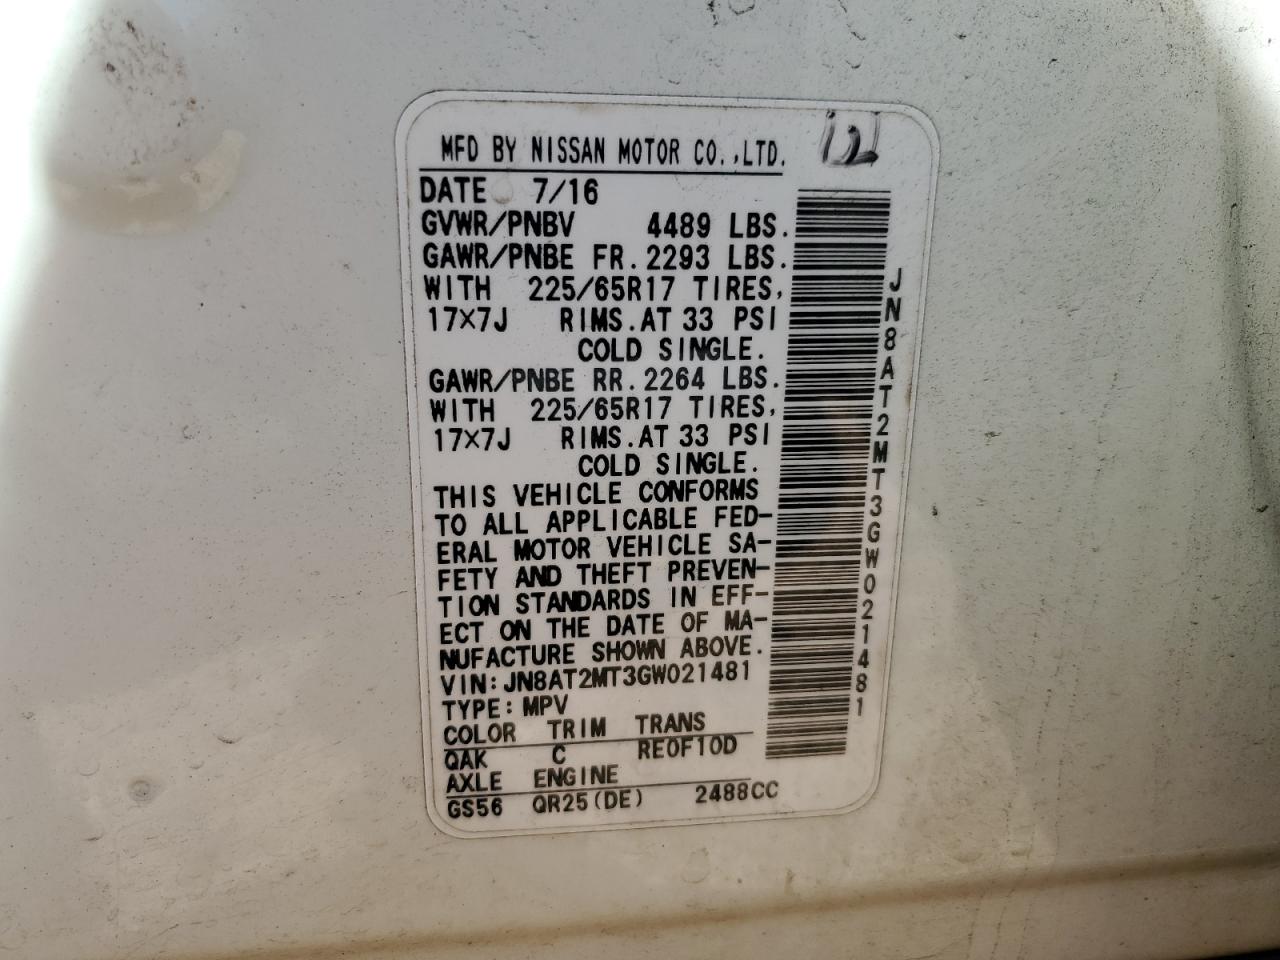 MFD BY NISSAN MOTOR CO.,LTD.
DATE 7/16
GVWR/PNBV 4489 LBS.
GAWR/PNBE FR.2293 LBS.
WITH 225/65R17 TIRES,
17×7J RIMS.AT 33 PSI
COLD SINGLE.
GAWR/PNBE RR.2264 LBS.
WITH 225/65R17 TIRES,
17×7J RIMS.AT 33 PSI
COLD SINGLE.
THIS VEHICLE CONFORMS
TO ALL APPLICABLE FED-
ERAL MOTOR VEHICLE SA-
FETY AND THEFT PREVEN-
TION STANDARDS IN EFF-
ECT ON THE DATE OF MA-
NUFACTURE SHOWN ABOVE.
VIN:JN8AT2MT3GW021481
TYPE:MPV
COLOR TRIM TRANS
QAK C RE0F10D
AXLE ENGINE
GS56 QR25(DE) 2488CC
JN8AT2MT3GW021481